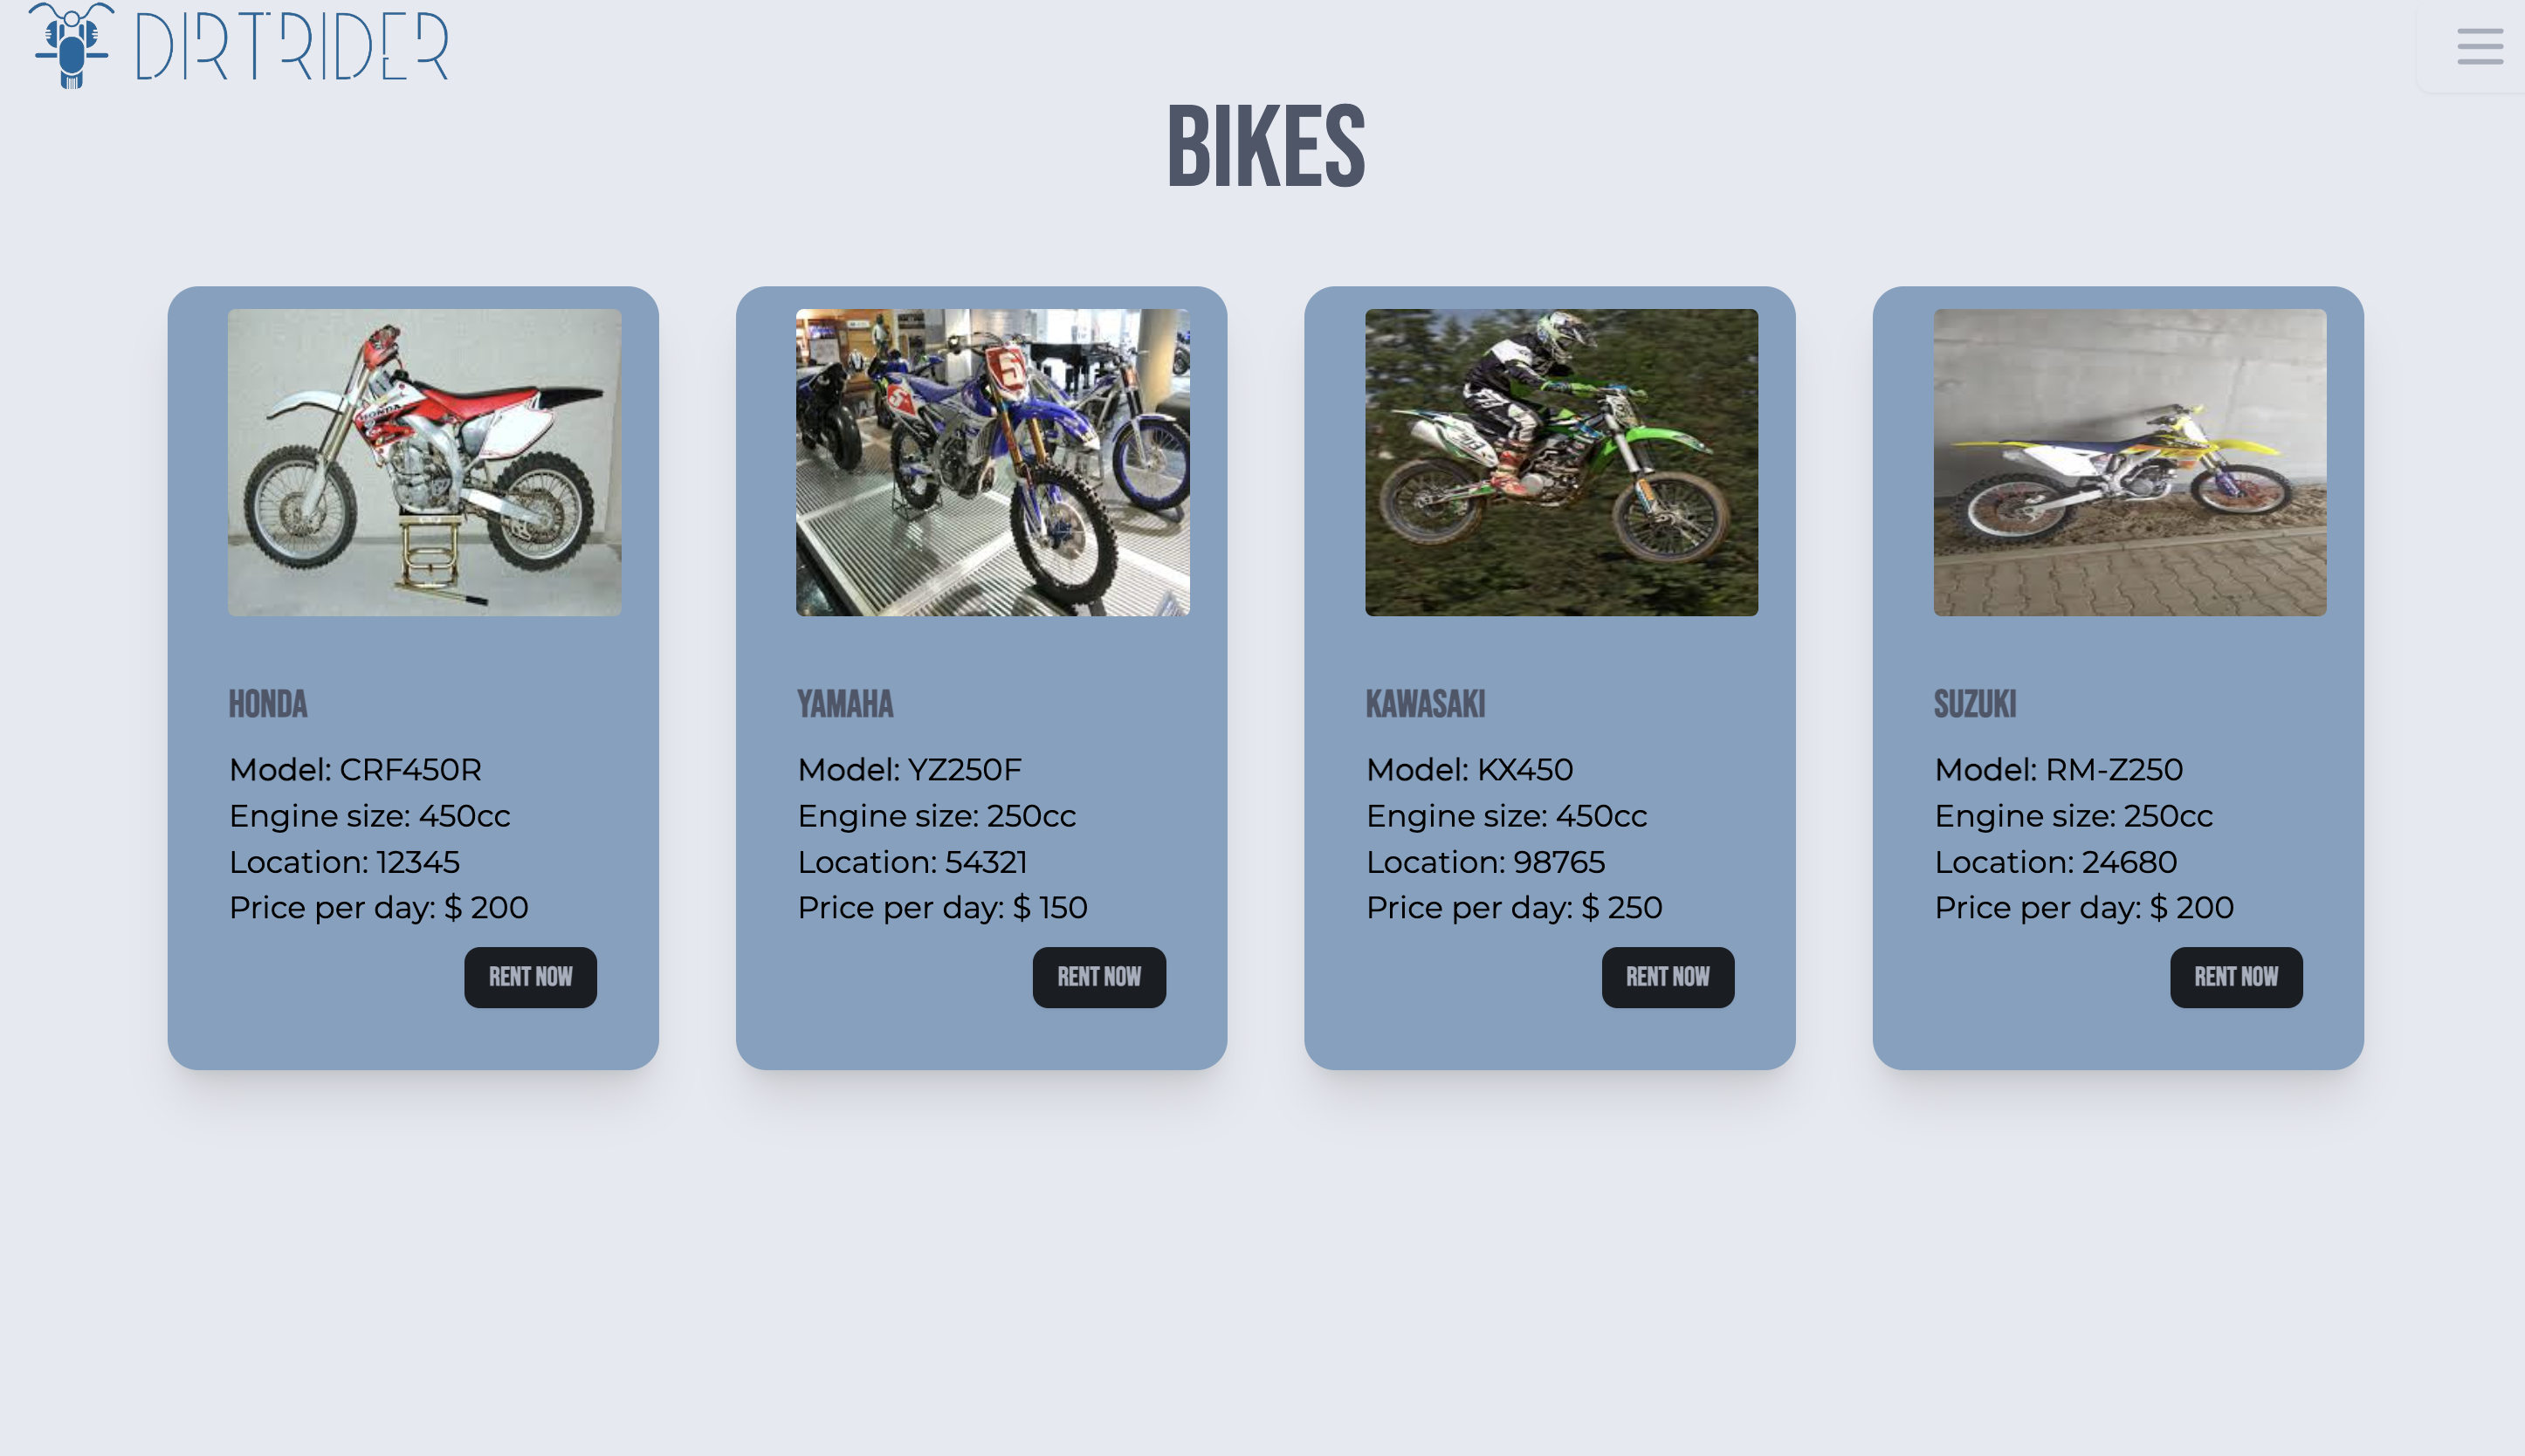 DIRTRIDER
BIKES
HONDA
5
5
HONDA
Model: CRF450R
Engine size: 450cc
Location: 12345
Price per day: $ 200
RENT NOW
YAMAHA
Model: YZ250F
Engine size: 250cc
Location: 54321
Price per day: $ 150
RENT NOW
KAWASAKI
Model: KX450
Engine size: 450cc
Location: 98765
Price per day: $ 250
RENT NOW
SUZUKI
Model: RM-Z250
Engine size: 250cc
Location: 24680
Price per day: $ 200
RENT NOW